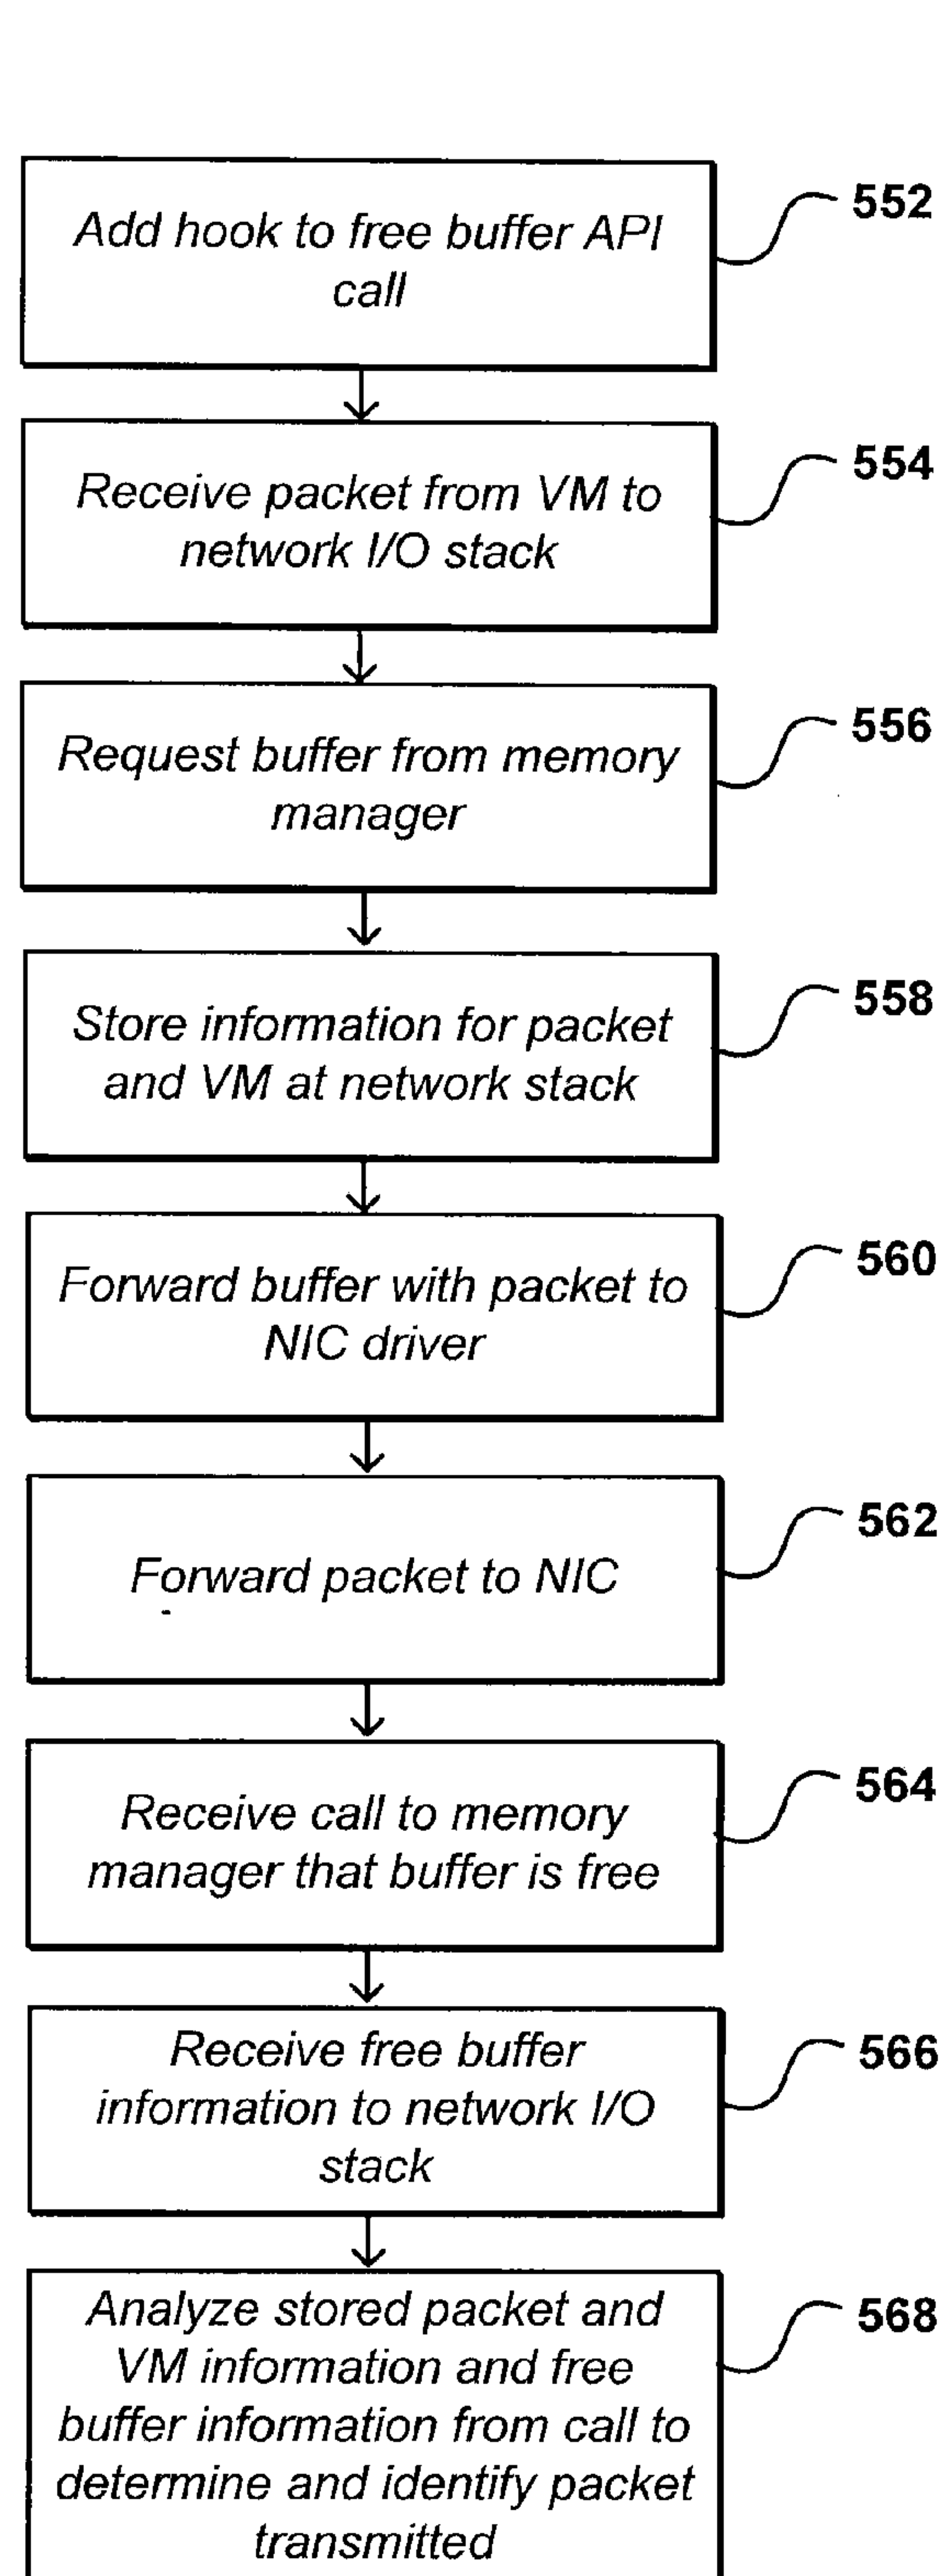 Add hook to free buffer API
call
552
Receive packet from VM to
network I/O stack
554
Request buffer from memory
manager
556
Store information for packet
and VM at network stack
558
Forward buffer with packet to
NIC driver
560
Forward packet to NIC
562
Receive call to memory
manager that buffer is free
564
Receive free buffer
information to network I/O
stack
566
Analyze stored packet and
VM information and free
buffer information from call to
determine and identify packet
transmitted
568